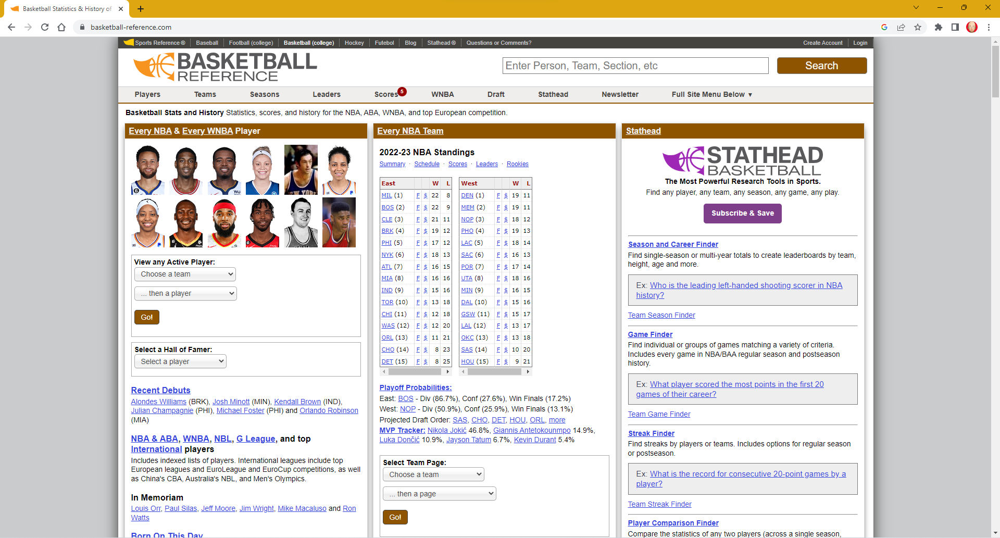 Basketball Statistics & History of
basketball-reference.com
Sports Reference®
Baseball
Football (college)
Basketball (college)
Hockey
Futebol
Blog
Stathead®
Questions or Comments?
Create Account
Login
BASKETBALL
REFERENCE
Enter Person, Team, Section, etc
Search
Players
Teams
Seasons
Leaders
Scores
5
WNBA
Draft
Stathead
Newsletter
Full Site Menu Below ▼
Basketball Stats and History Statistics, scores, and history for the NBA, ABA, WNBA, and top European competition.
Every NBA & Every WNBA Player
View any Active Player:
Choose a team
... then a player
Go!
Select a Hall of Famer:
Select a player
Recent Debuts
Alondes Williams (BRK), Josh Minott (MIN), Kendall Brown (IND),
Julian Champagnie (PHI), Michael Foster (PHI) and Orlando Robinson
(MIA)
NBA & ABA, WNBA, NBL, G League, and top
International players
Includes indexed lists of players. International leagues include top
European leagues and EuroLeague and EuroCup competitions, as well
as China's CBA, Australia's NBL, and Men's Olympics.
In Memoriam
Louis Orr, Paul Silas, Jeff Moore, Jim Wright, Mike Macaluso and Ron
Watts
Born On This Day
Every NBA Team
2022-23 NBA Standings
Summary · Schedule · Scores · Leaders · Rookies
East W L
MIL (1) F $ 22 8
BOS (2) F $ 22 9
CLE (3) F $ 21 11
BRK (4) F $ 19 12
PHI (5) F $ 17 12
NYK (6) F $ 18 13
ATL (7) F $ 16 15
MIA (8) F $ 16 16
IND (9) F $ 15 16
TOR (10) F $ 13 18
CHI (11) F $ 12 18
WAS (12) F $ 12 20
ORL (13) F $ 11 21
CHO (14) F $ 8 23
DET (15) F $ 8 25
West W L
DEN (1) F $ 19 11
MEM (2) F $ 19 11
NOP (3) F $ 18 12
PHO (4) F $ 19 13
LAC (5) F $ 18 14
SAC (6) F $ 16 13
POR (7) F $ 17 14
UTA (8) F $ 18 16
MIN (9) F $ 16 15
DAL (10) F $ 15 16
GSW (11) F $ 15 17
LAL (12) F $ 13 17
OKC (13) F $ 13 18
SAS (14) F $ 10 20
HOU (15) F $ 9 21
Playoff Probabilities:
East: BOS - Div (86.7%), Conf (27.6%), Win Finals (17.2%)
West: NOP - Div (50.9%), Conf (25.9%), Win Finals (13.1%)
Projected Draft Order: SAS, CHO, DET, HOU, ORL, more
MVP Tracker: Nikola Jokić 46.8%, Giannis Antetokounmpo 14.9%,
Luka Dončić 10.9%, Jayson Tatum 6.7%, Kevin Durant 5.4%
Select Team Page:
Choose a team
... then a page
Go!
Stathead
STATHEAD
BASKETBALL
The Most Powerful Research Tools in Sports.
Find any player, any team, any season, any game, any play.
Subscribe & Save
Season and Career Finder
Find single-season or multi-year totals to create leaderboards by team,
height, age and more.
Ex: Who is the leading left-handed shooting scorer in NBA
history?
Team Season Finder
Game Finder
Find individual or groups of games matching a variety of criteria.
Includes every game in NBA/BAA regular season and postseason
history.
Ex: What player scored the most points in the first 20
games of their career?
Team Game Finder
Streak Finder
Find streaks by players or teams. Includes options for regular season
or postseason.
Ex: What is the record for consecutive 20-point games by a
player?
Team Streak Finder
Player Comparison Finder
Compare the statistics of any two players (across a single season,